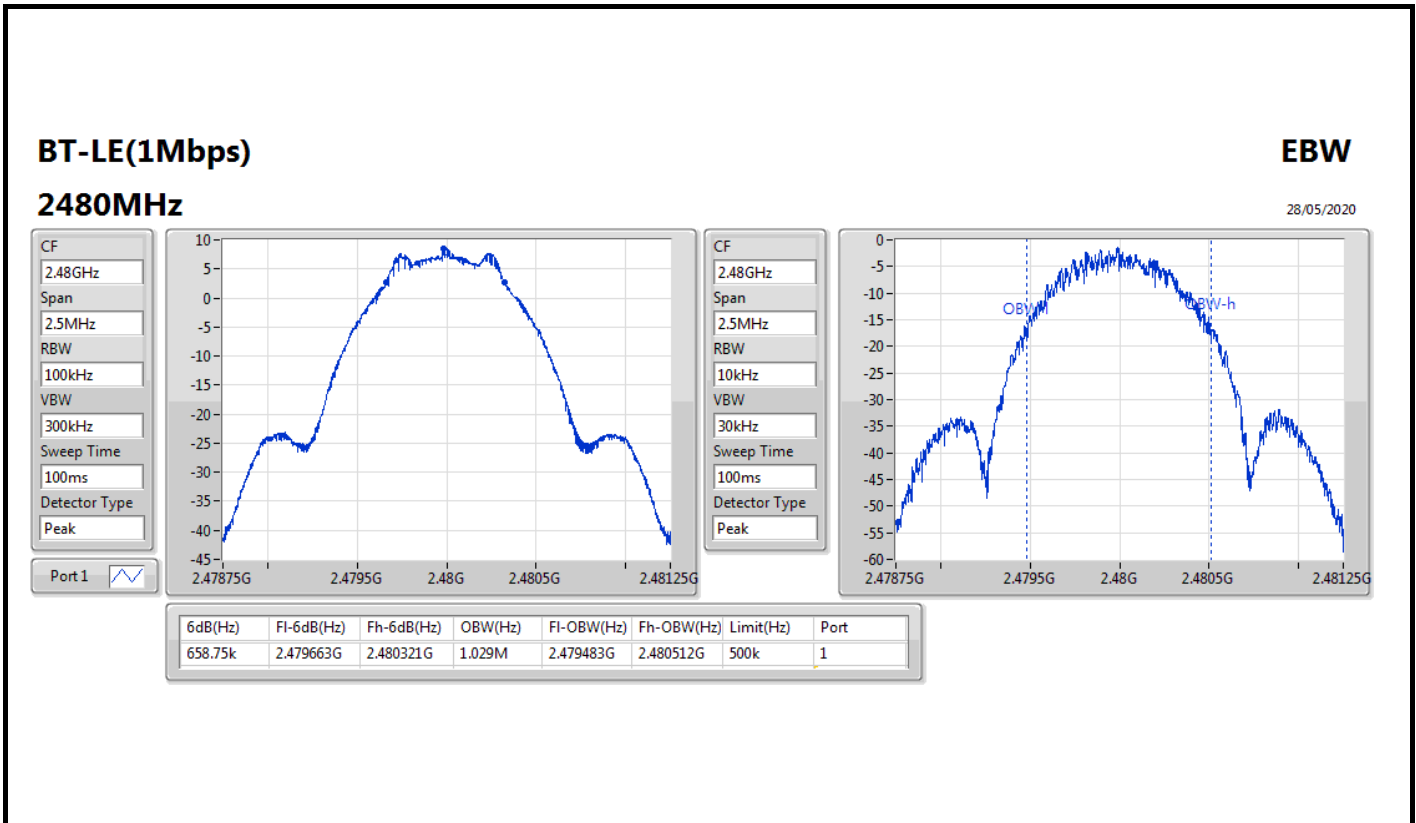 BT-LE(1Mbps)
EBW
2480MHz
28/05/2020
CF
2.48GHz
Span
2.5MHz
RBW
100kHz
VBW
300kHz
Sweep Time
100ms
Detector Type
Peak
Port 1
10
5
0
-5
-10
-15
-20
-25
-30
-35
-40
-45
2.47875G 2.4795G 2.48G 2.4805G 2.48125G
CF
2.48GHz
Span
2.5MHz
RBW
10kHz
VBW
30kHz
Sweep Time
100ms
Detector Type
Peak
0
-5
-10
-15
-20
-25
-30
-35
-40
-45
-50
-55
-60
OBW-h
2.47875G 2.4795G 2.48G 2.4805G 2.48125G
6dB(Hz) Fl-6dB(Hz) Fh-6dB(Hz) OBW(Hz) Fl-OBW(Hz) Fh-OBW(Hz) Limit(Hz) Port
658.75k 2.479663G 2.480321G 1.029M 2.479483G 2.480512G 500k 1